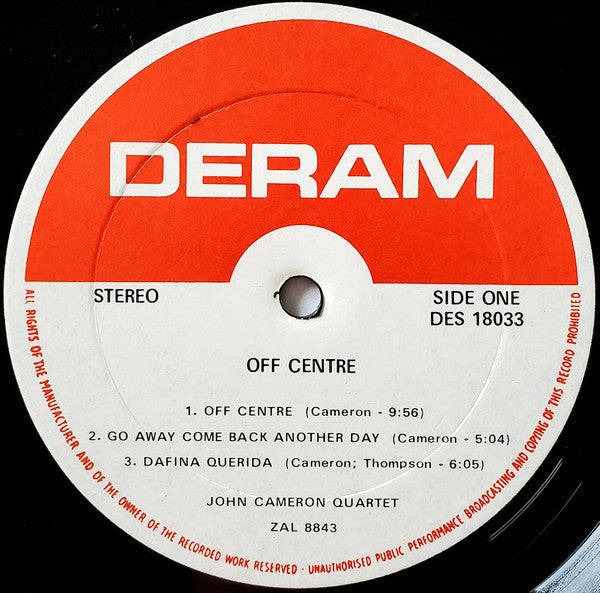 DERAM
STEREO
SIDE ONE
DES 18033
OFF CENTRE
1. OFF CENTRE (Cameron - 9:56)
2. GO AWAY COME BACK ANOTHER DAY (Cameron - 5:04)
3. DAFINA QUERIDA (Cameron; Thompson - 6:05)
JOHN CAMERON QUARTET
ZAL 8843
ALL RIGHTS OF THE MANUFACTURER AND OF THE OWNER OF THE RECORDED WORK RESERVED · UNAUTHORISED PUBLIC PERFORMANCE BROADCASTING AND COPYING OF THIS RECORD PROHIBITED